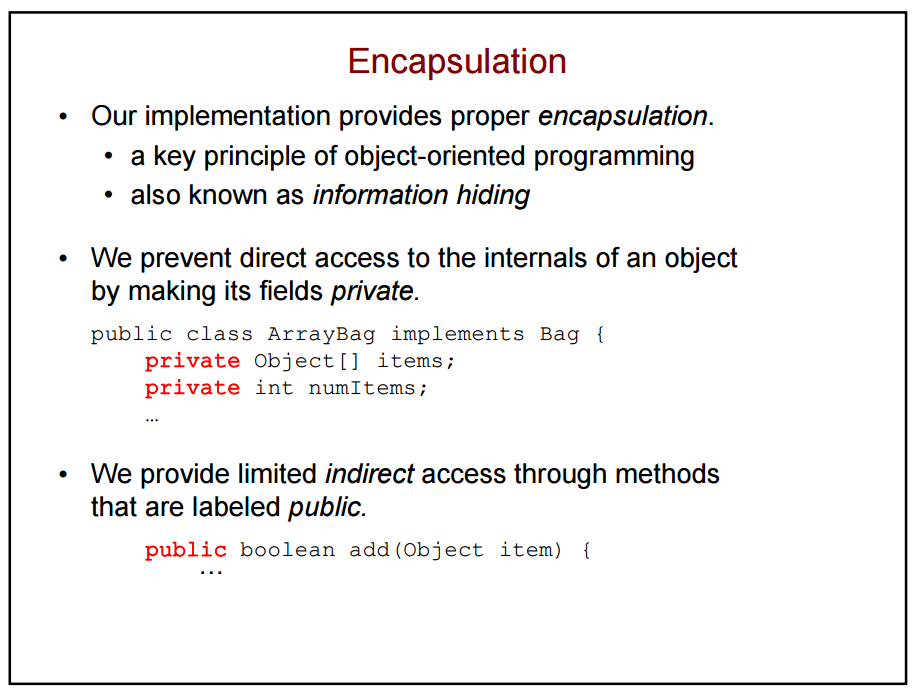 Encapsulation
• Our implementation provides proper encapsulation.
• a key principle of object-oriented programming
• also known as information hiding
• We prevent direct access to the internals of an object
by making its fields private.
public class ArrayBag implements Bag {
private Object[] items;
private int numItems;
…
• We provide limited indirect access through methods
that are labeled public.
public boolean add(Object item) {
...